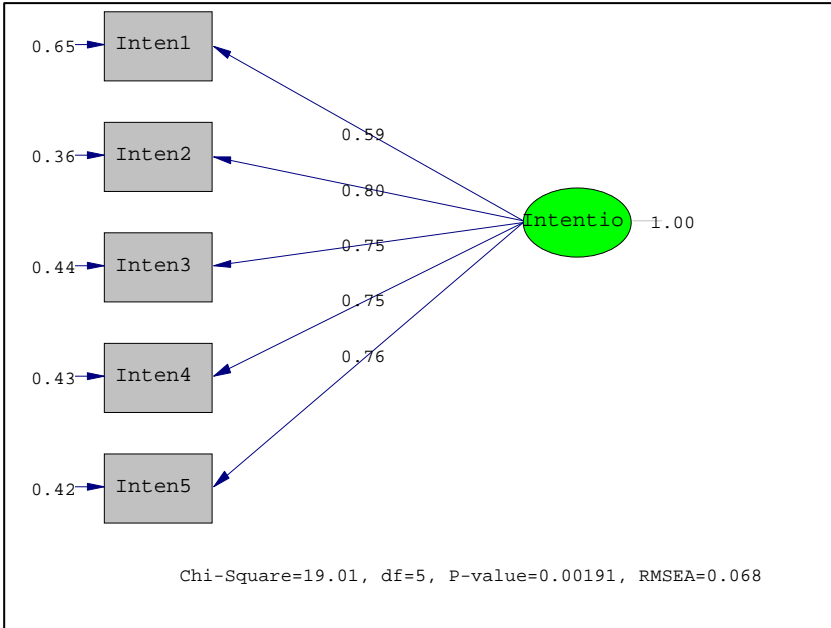 0.65 Inten1
0.59
0.36 Inten2
0.80
Intentio 1.00
0.75
0.44 Inten3
0.75
0.76
0.43 Inten4
0.42 Inten5
Chi-Square=19.01, df=5, P-value=0.00191, RMSEA=0.068